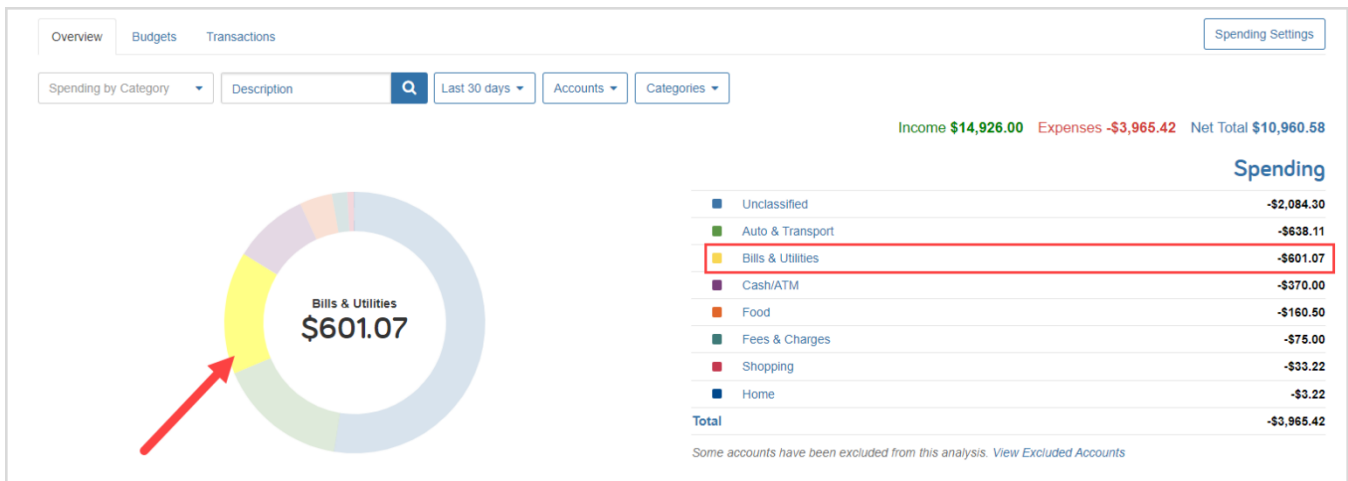 Overview Budgets Transactions Spending Settings
Spending by Category Description Last 30 days Accounts Categories
Income $14,926.00 Expenses -$3,965.42 Net Total $10,960.58
Spending
Unclassified -$2,084.30
Auto & Transport -$638.11
Bills & Utilities -$601.07
Cash/ATM -$370.00
Food -$160.50
Fees & Charges -$75.00
Shopping -$33.22
Home -$3.22
Total -$3,965.42
Some accounts have been excluded from this analysis. View Excluded Accounts
Bills & Utilities
$601.07